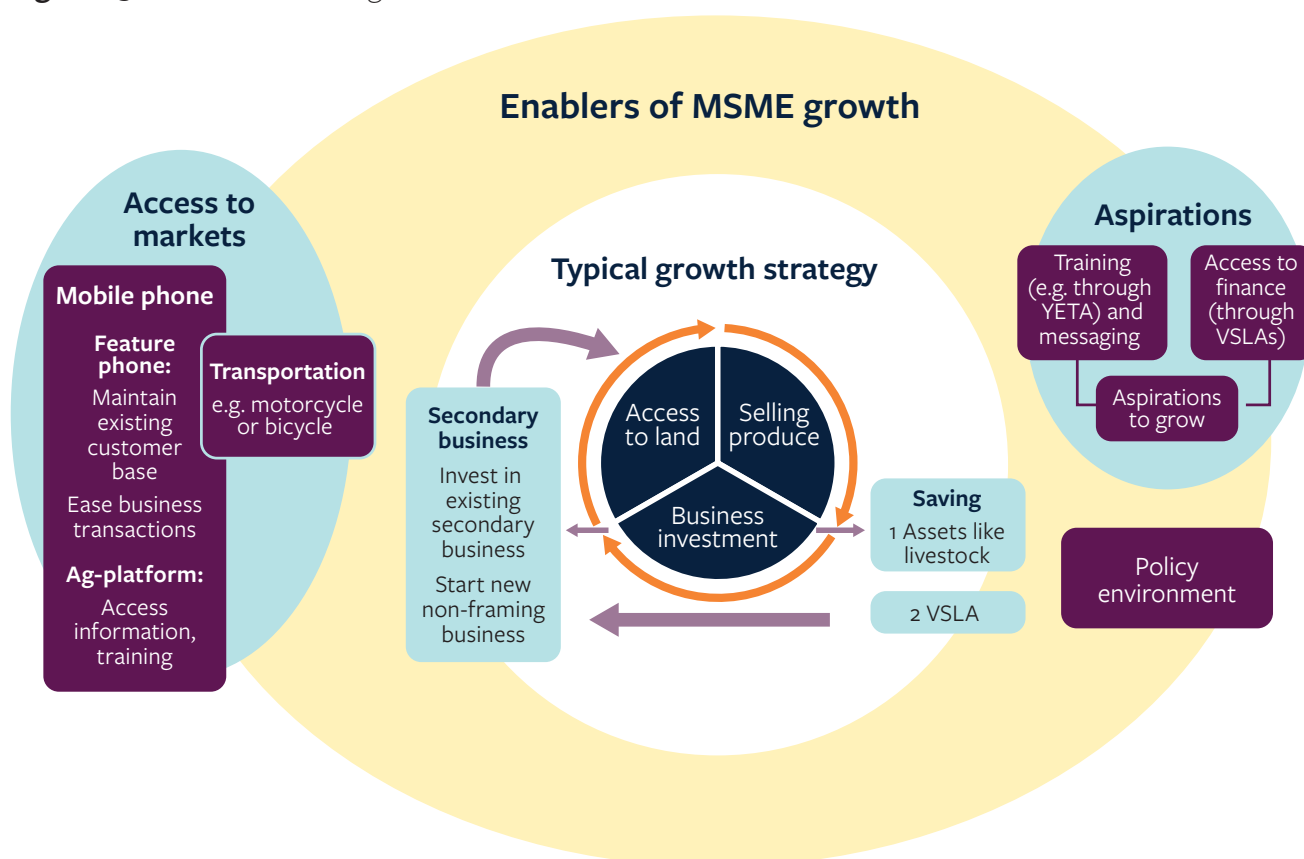 Enablers of MSME growth
Access to
markets
Mobile phone
Feature
phone:
Maintain
existing
customer
base
Ease business
transactions
Ag-platform:
Access
information,
training
Transportation
e.g. motorcycle
or bicycle
Typical growth strategy
Secondary
business
Invest in
existing
secondary
business
Start new
non-framing
business
Access
to land
Selling
produce
Business
investment
Saving
1 Assets like
livestock
2 VSLA
Aspirations
Training
(e.g. through
YETA) and
messaging
Access to
finance
(through
VSLAs)
Aspirations
to grow
Policy
environment